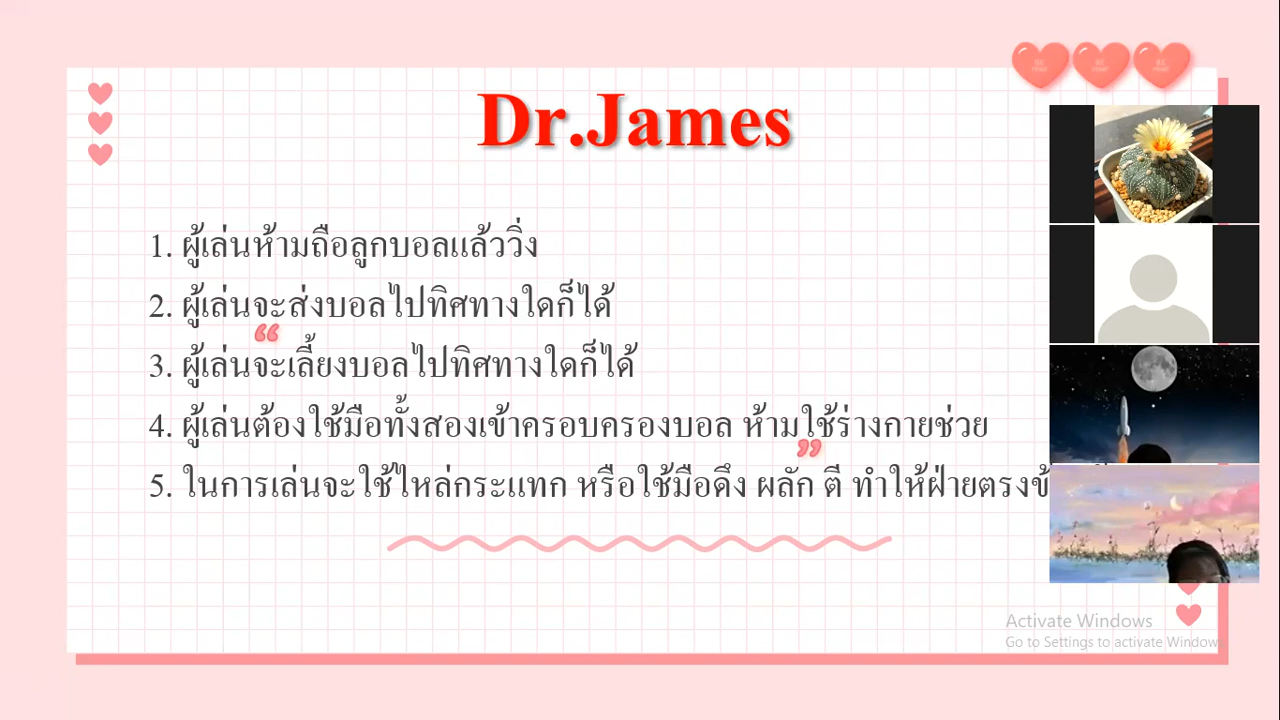 Dr.James
1. ผู้เล่นห้ามถือลูกบอลแล้ววิ่ง
2. ผู้เล่นจะส่งบอลไปทิศทางใดก็ได้
3. ผู้เล่นจะเลี้ยงบอลไปทิศทางใดก็ได้
4. ผู้เล่นต้องใช้มือทั้งสองเข้าครอบครองบอล ห้ามใช้ร่างกายช่วย
5. ในการเล่นจะใช้ไหล่กระแทก หรือใช้มือดึง ผลัก ตี ทำให้ฝ่ายตรงข้
Activate Windows
Go to Settings to activate Windows